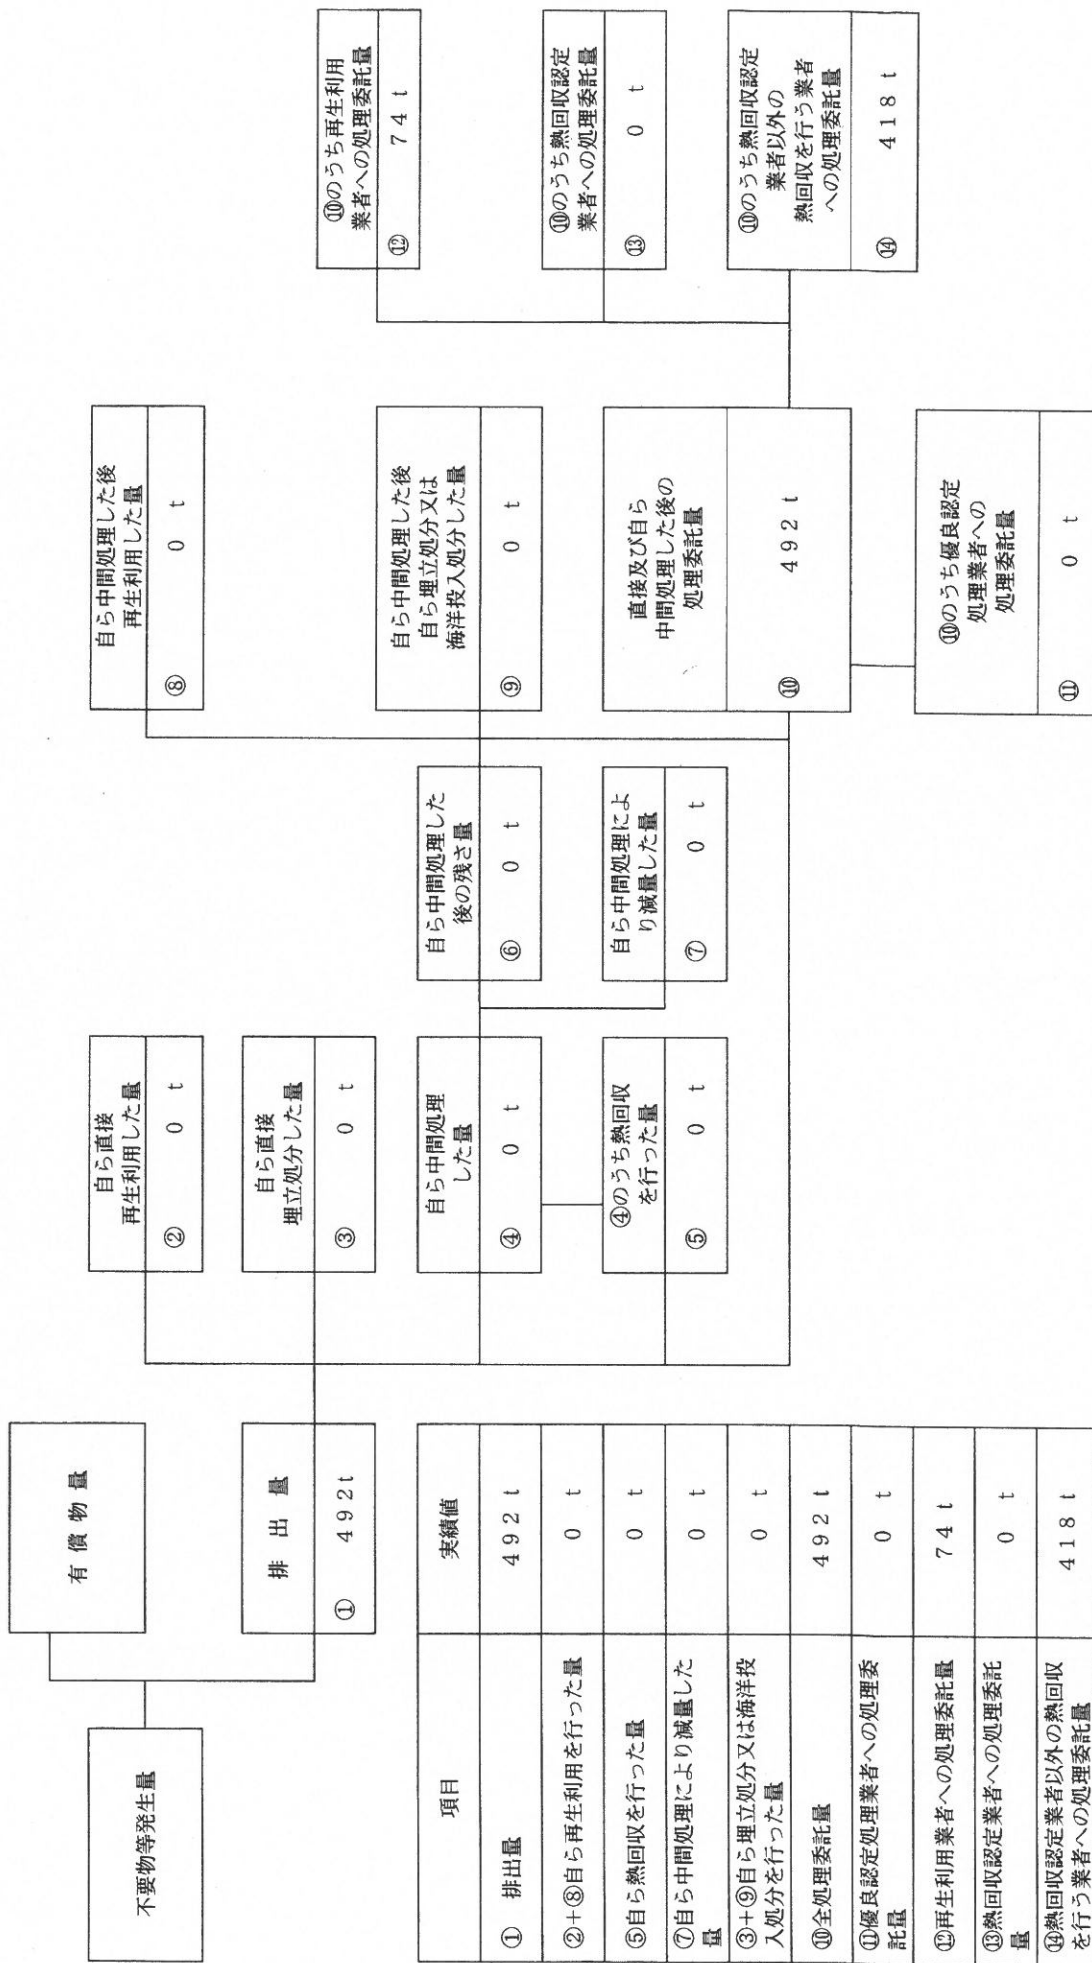 不要物等発生量
有償物量
排出量
① 492t
自ら直接
再生利用した量
② 0 t
自ら直接
埋立処分した量
③ 0 t
自ら中間処理
した量
④ 0 t
④のうち熱回収
を行った量
⑤ 0 t
自ら中間処理した
後の残さ量
⑥ 0 t
自ら中間処理によ
り減量した量
⑦ 0 t
自ら中間処理した後
再生利用した量
⑧ 0 t
自ら中間処理した後
自ら埋立処分又は
海洋投入処分した量
⑨ 0 t
直接及び自ら
中間処理した後の
処理委託量
⑩ 492t
⑩のうち優良認定
処理業者への
処理委託量
⑪ 0 t
⑩のうち再生利用
業者への処理委託量
⑫ 74t
⑩のうち熱回収認定
業者への処理委託量
⑬ 0 t
⑩のうち熱回収認定
業者以外の
熱回収を行う業者
への処理委託量
⑭ 418t
項目 実績値
① 排出量 492t
②+⑧自ら再生利用を行った量 0 t
⑤自ら熱回収を行った量 0 t
⑦自ら中間処理により減量した
量 0 t
③+⑨自ら埋立処分又は海洋投
入処分を行った量 0 t
⑩全処理委託量 492t
⑪優良認定処理業者への処理委
託量 0 t
⑫再生利用業者への処理委託量 74t
⑬熱回収認定業者への処理委託
量 0 t
⑭熱回収認定業者以外の熱回収
を行う業者への処理委託量 418t